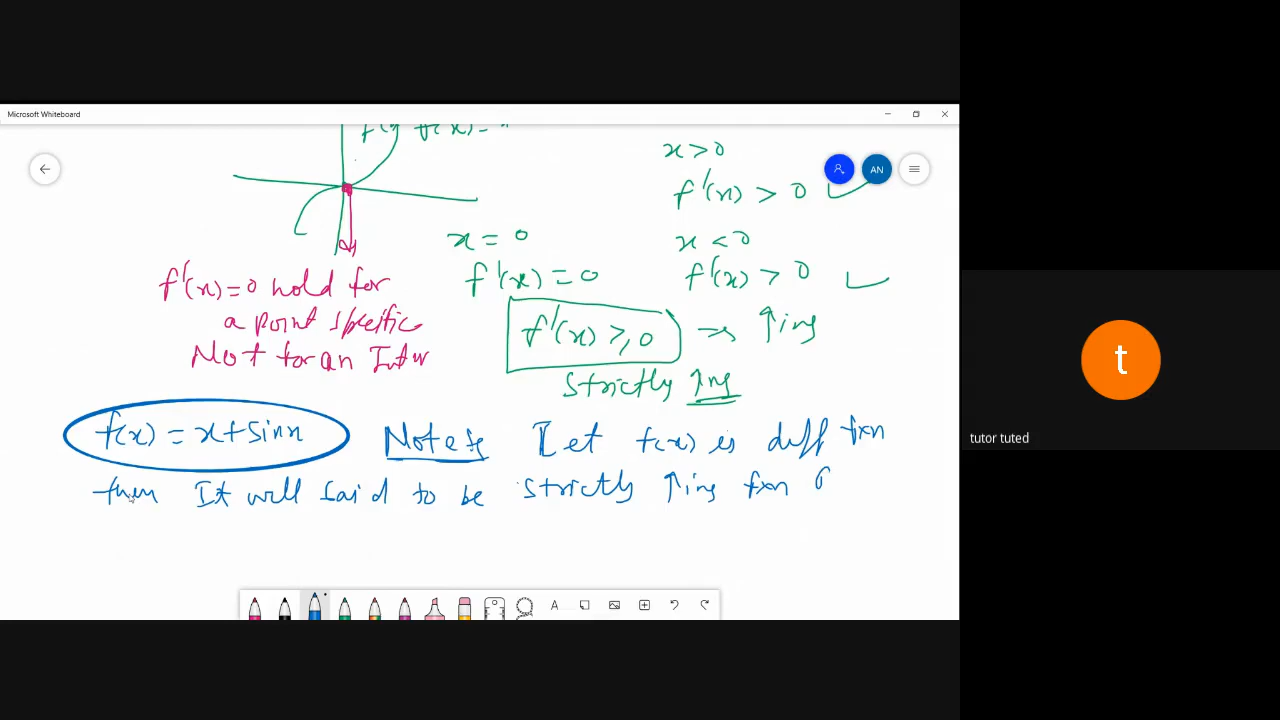 Microsoft Whiteboard
x > 0
AN
f'(x) > 0
x = 0
x < 0
f'(x) = 0 hold for
f'(x) = 0
f'(x) > 0
a point specific
f'(x) ≥ 0 ⇒ ↑ing
Not for an
Strictly ↑ing
f(x) = x + sinx
Note:
Let f(x) is diff fxn
then It will said to be strictly ↑ing fxn
t
tutor tuted
A